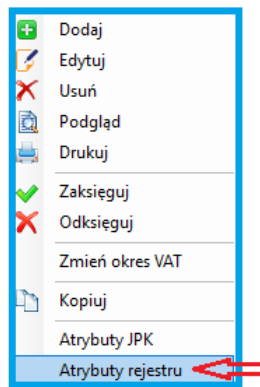 Dodaj
Edytuj
Usuń
Podgląd
Drukuj
Zaksięguj
Odksięguj
Zmień okres VAT
Kopiuj
Atrybuty JPK
Atrybuty rejestru